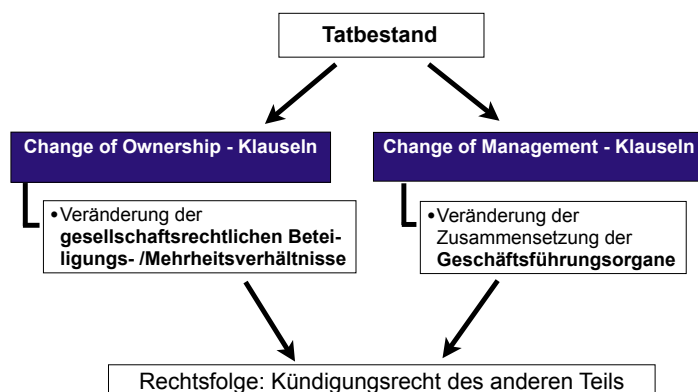 Tatbestand
Change of Ownership - Klauseln
•Veränderung der
gesellschaftsrechtlichen Betei-
ligungs- /Mehrheitsverhältnisse
Change of Management - Klauseln
•Veränderung der
Zusammensetzung der
Geschäftsführungsorgane
Rechtsfolge: Kündigungsrecht des anderen Teils